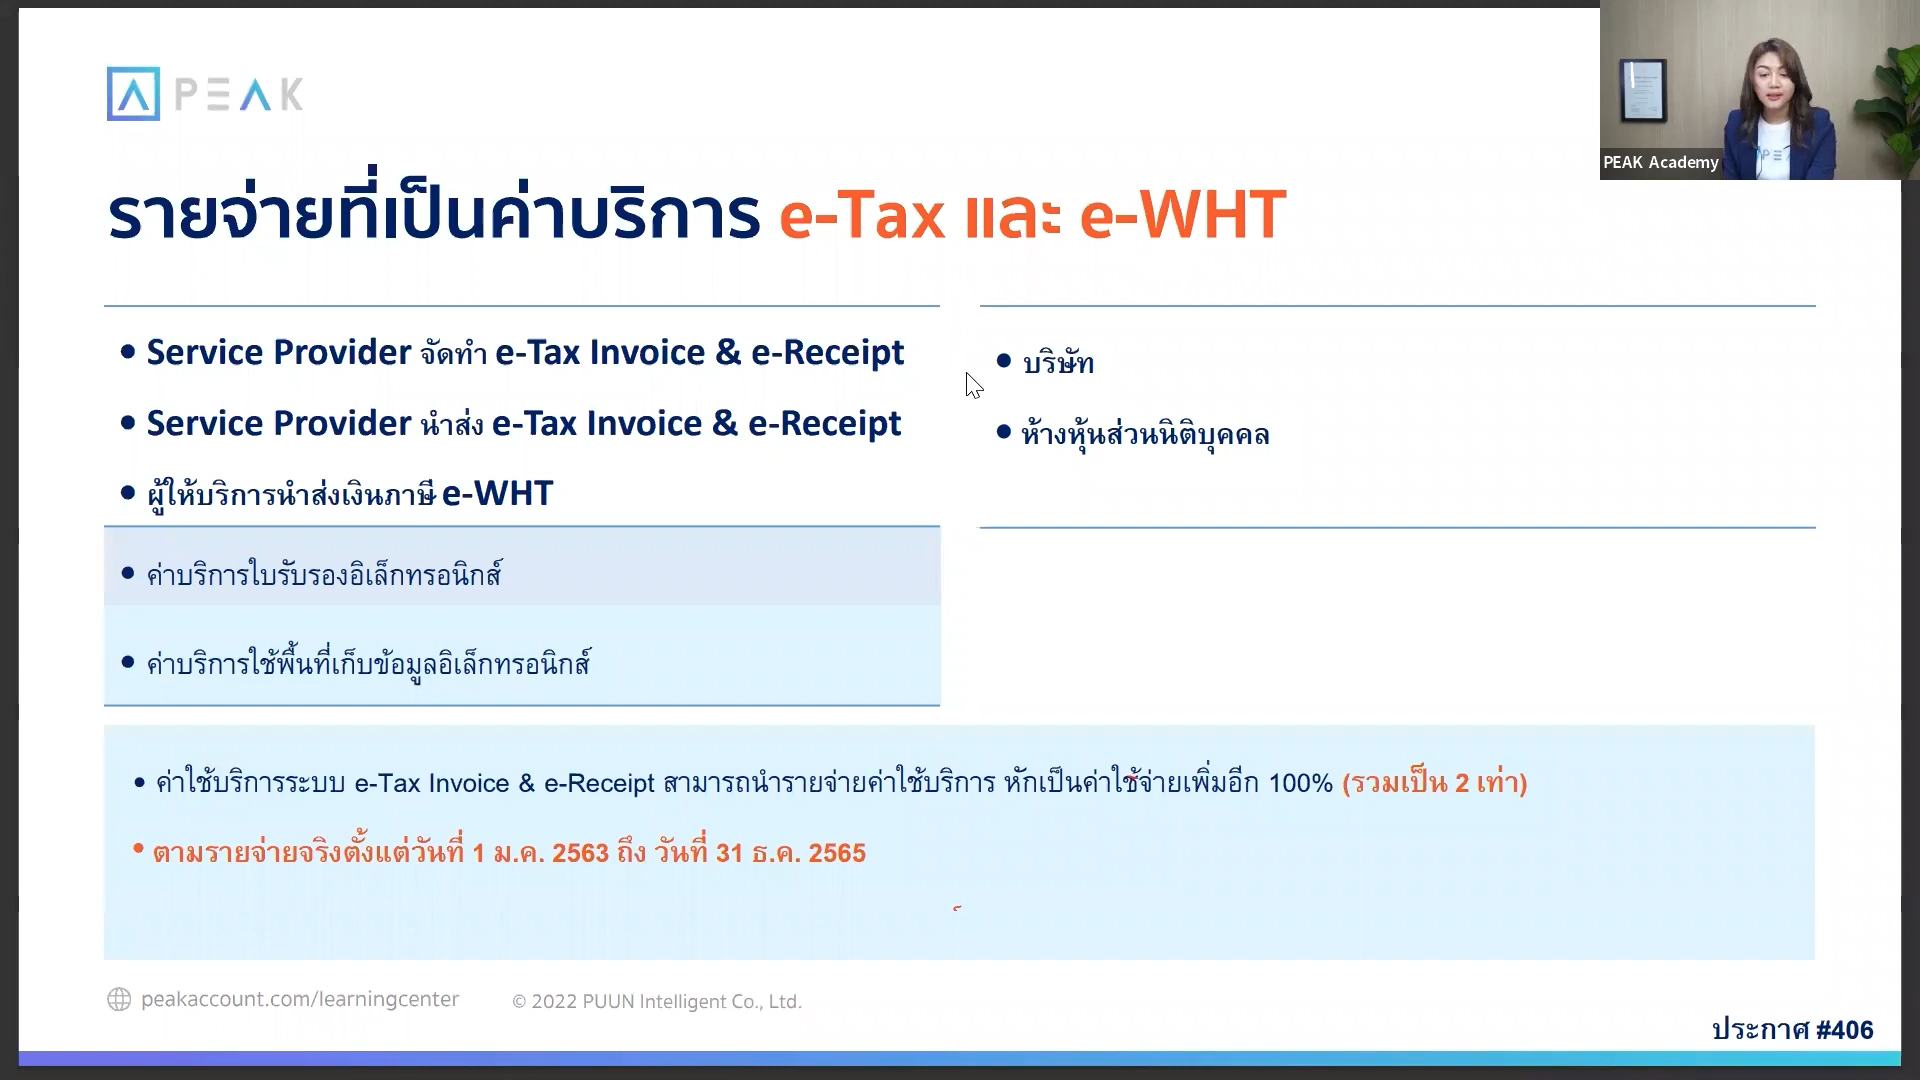 PEAK
รายจ่ายที่เป็นค่าบริการ e-Tax และ e-WHT
• Service Provider จัดทำ e-Tax Invoice & e-Receipt
• Service Provider นำส่ง e-Tax Invoice & e-Receipt
• ผู้ให้บริการนำส่งเงินภาษี e-WHT
• ค่าบริการใบรับรองอิเล็กทรอนิกส์
• ค่าบริการใช้พื้นที่เก็บข้อมูลอิเล็กทรอนิกส์
• บริษัท
• ห้างหุ้นส่วนนิติบุคคล
• ค่าใช้บริการระบบ e-Tax Invoice & e-Receipt สามารถนำรายจ่ายค่าใช้บริการ หักเป็นค่าใช้จ่ายเพิ่มอีก 100% (รวมเป็น 2 เท่า)
• ตามรายจ่ายจริงตั้งแต่วันที่ 1 ม.ค. 2563 ถึง วันที่ 31 ธ.ค. 2565
peakaccount.com/learningcenter
© 2022 PUUN Intelligent Co., Ltd.
ประกาศ #406
PEAK Academy